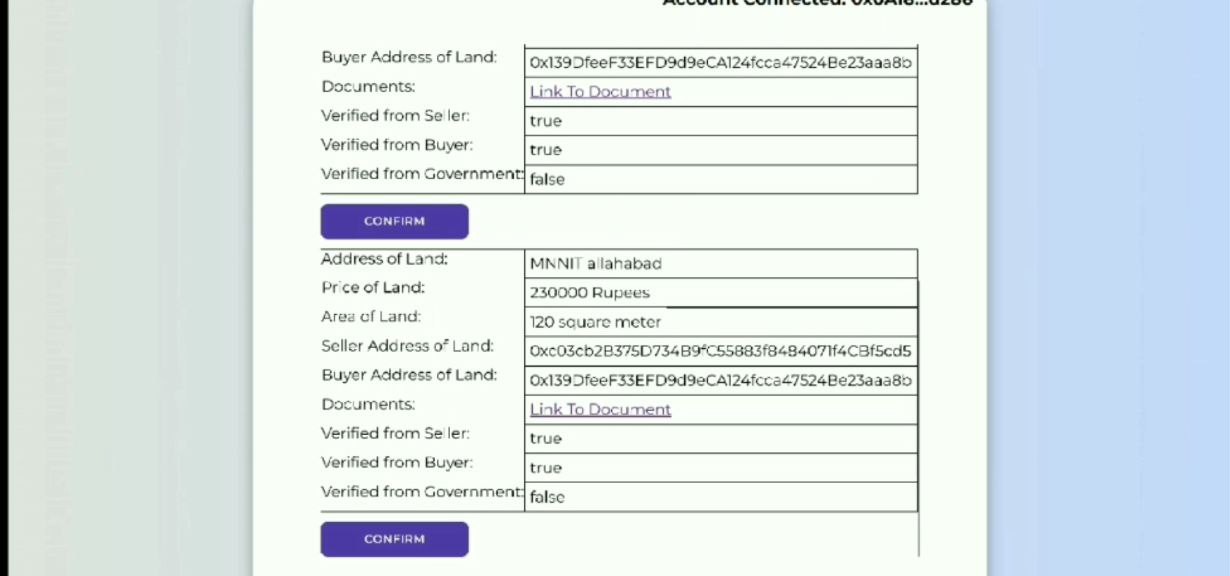 Account Connected: 0x0A18...d286
Buyer Address of Land: 0x139DfeeF33EFD9d9eCA124fcca47524Be23aaa8b
Documents: Link To Document
Verified from Seller: true
Verified from Buyer: true
Verified from Government: false
CONFIRM
Address of Land: MNNIT allahabad
Price of Land: 230000 Rupees
Area of Land: 120 square meter
Seller Address of Land: 0xc03cb2B375D734B9fC55883f8484071f4CBf5cd5
Buyer Address of Land: 0x139DfeeF33EFD9d9eCA124fcca47524Be23aaa8b
Documents: Link To Document
Verified from Seller: true
Verified from Buyer: true
Verified from Government: false
CONFIRM